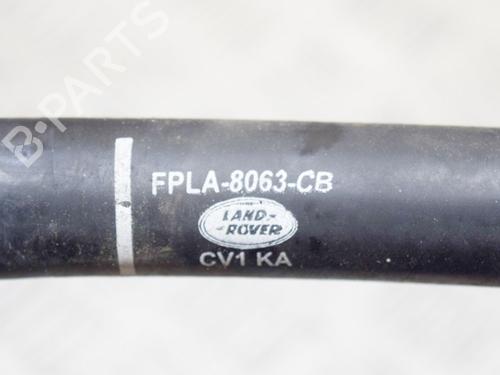 B-PARTS
FPLA-8063-CB
LAND-
-ROVER
CV1 KA